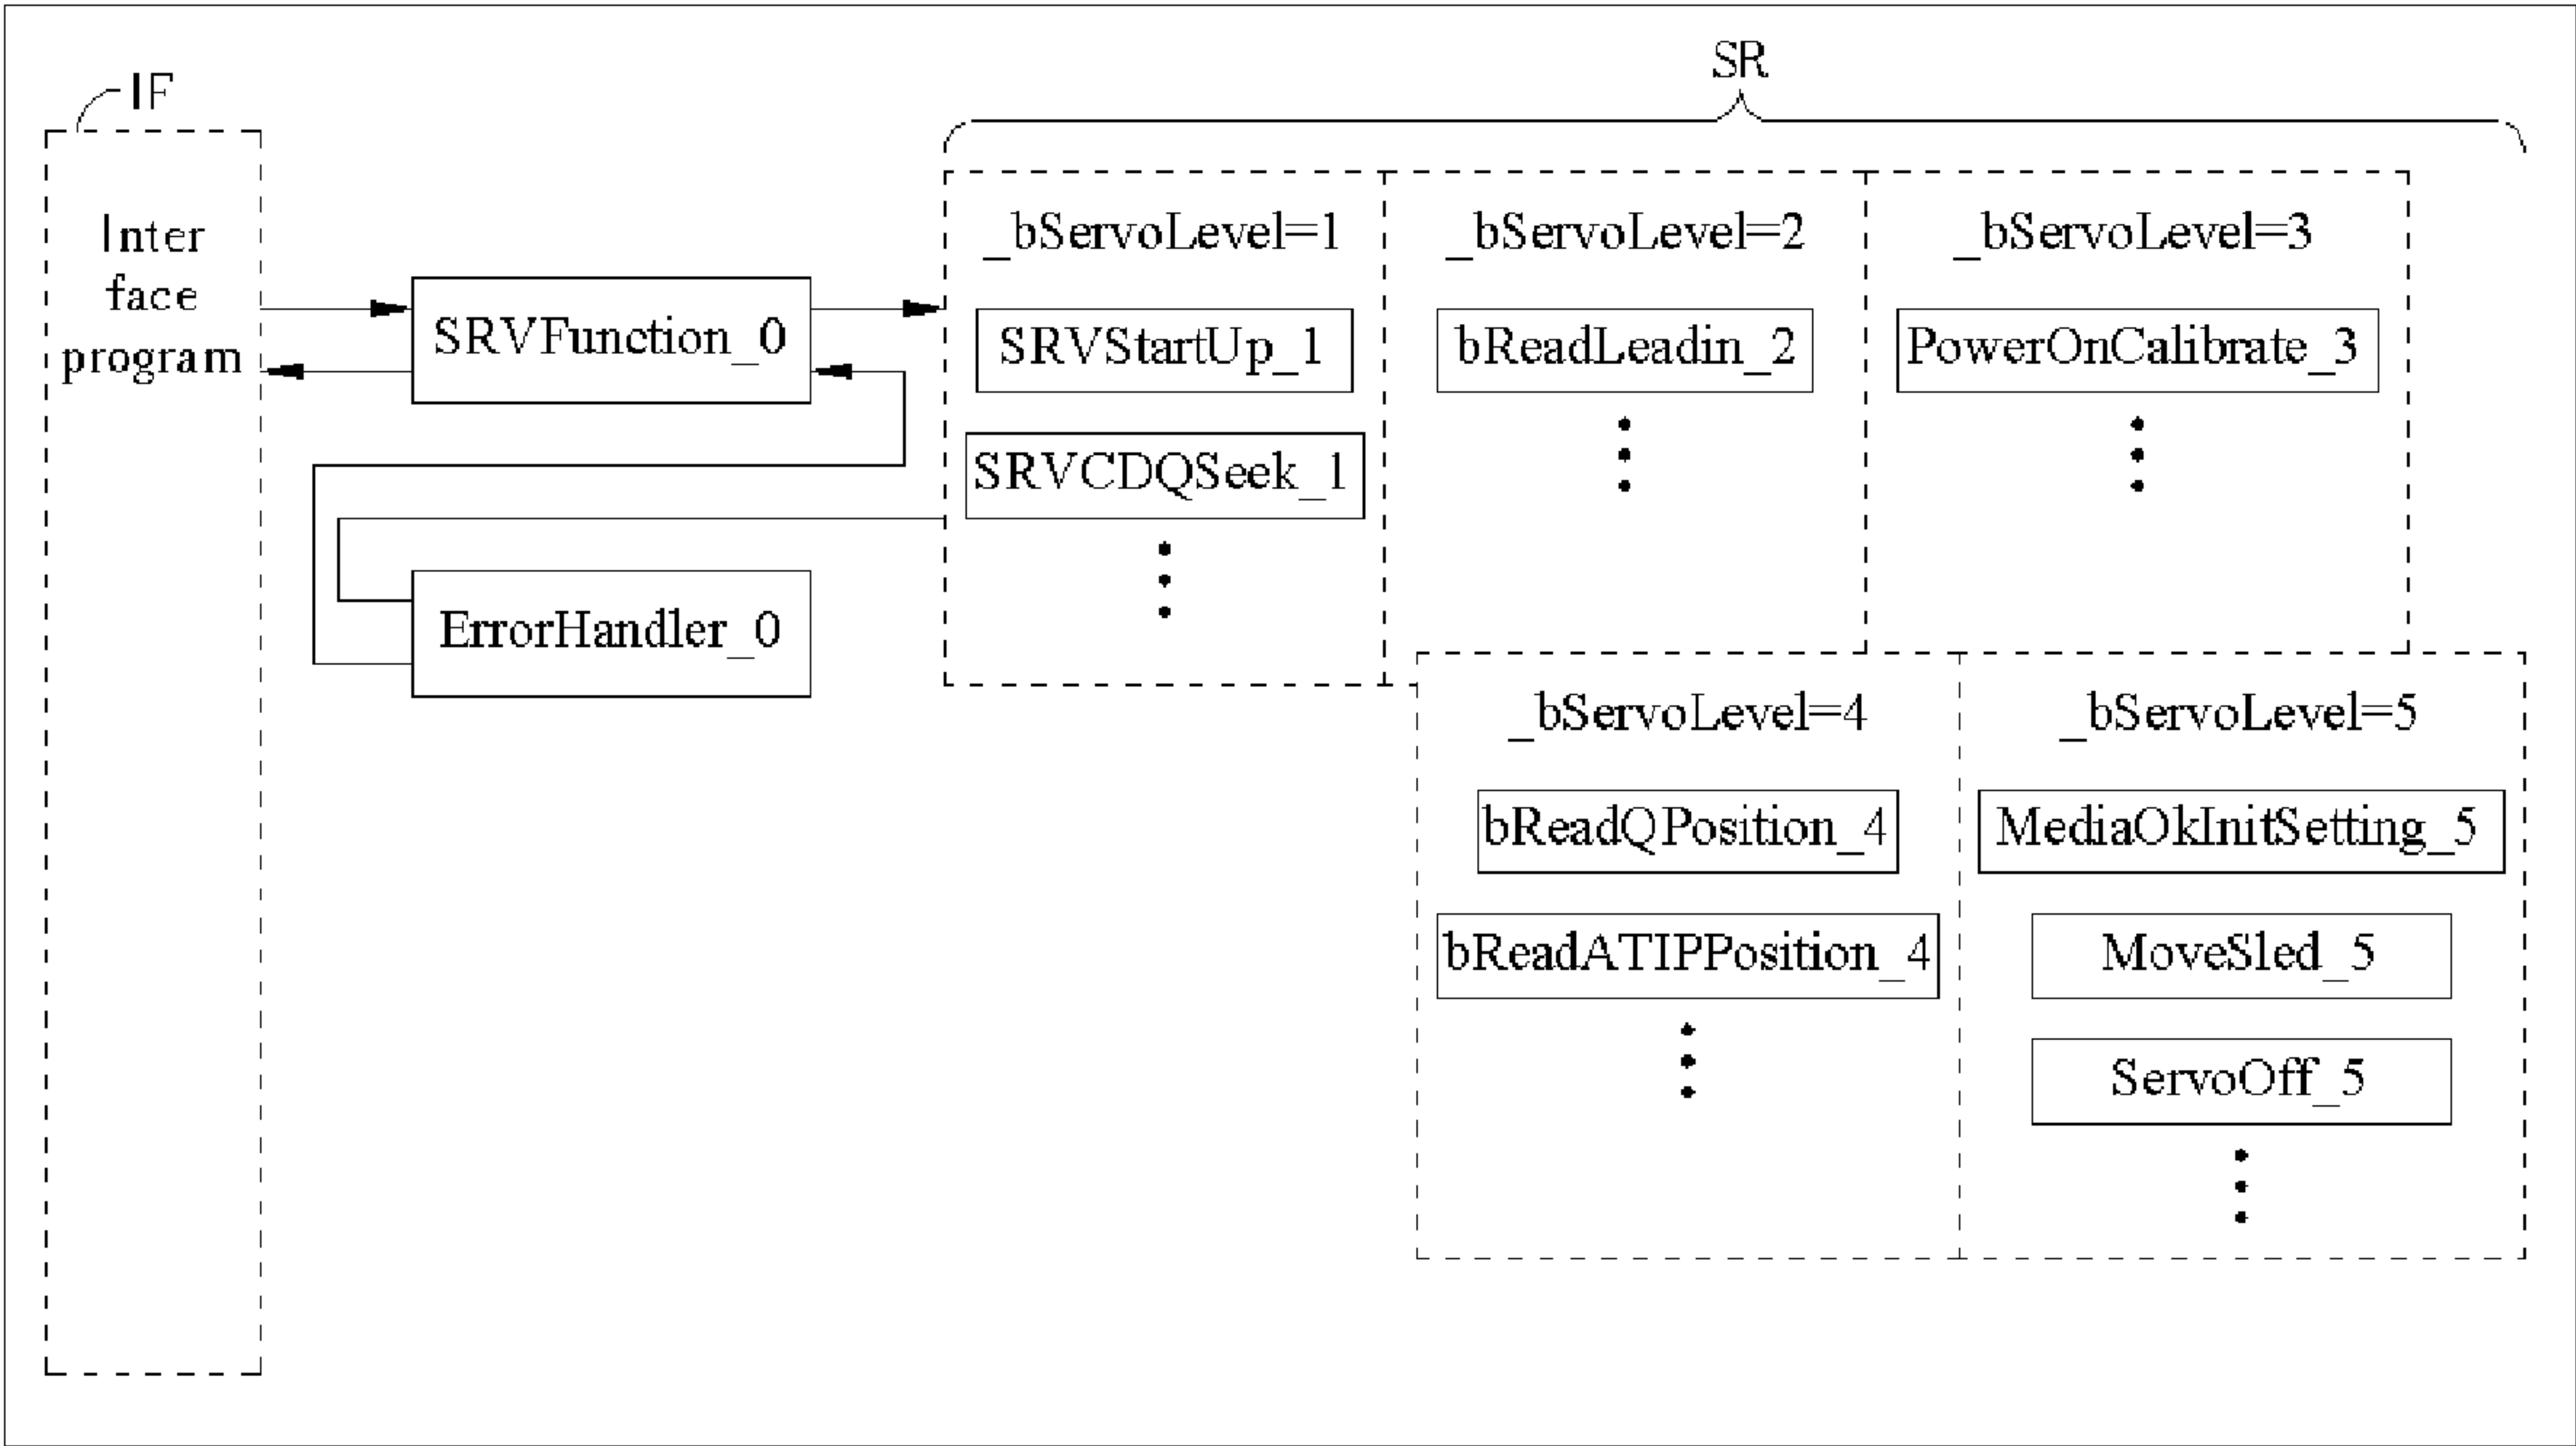 IF
Inter
face
program
SRVFunction_0
ErrorHandler_0
SR
_bServoLevel=1
SRVStartUp_1
SRVCDQSeek_1
_bServoLevel=2
bReadLeadin_2
_bServoLevel=3
PowerOnCalibrate_3
_bServoLevel=4
bReadQPosition_4
bReadATIPPosition_4
_bServoLevel=5
MediaOkInitSetting_5
MoveSled_5
ServoOff_5